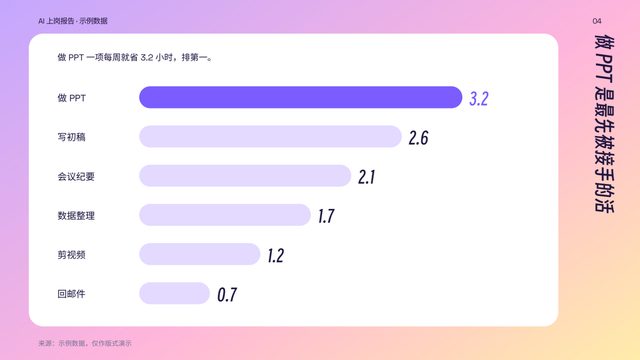 AI 上岗报告 · 示例数据
04
做 PPT 是最先被接手的活
做 PPT 一项每周就省 3.2 小时，排第一。
做 PPT 3.2
写初稿 2.6
会议纪要 2.1
数据整理 1.7
剪视频 1.2
回邮件 0.7
来源：示例数据，仅作版式演示